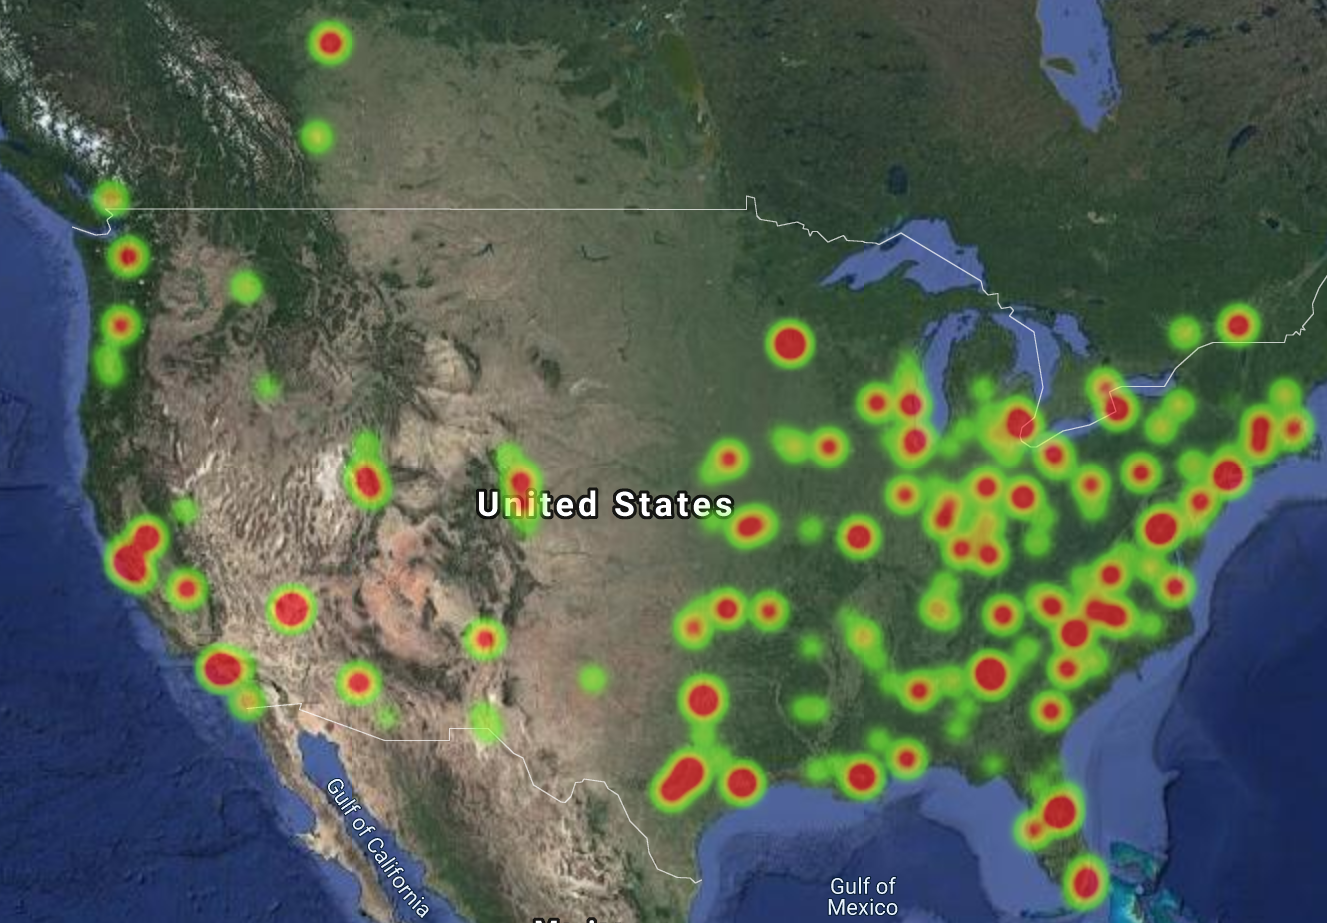 United States
Gulf of California
Gulf of
Mexico